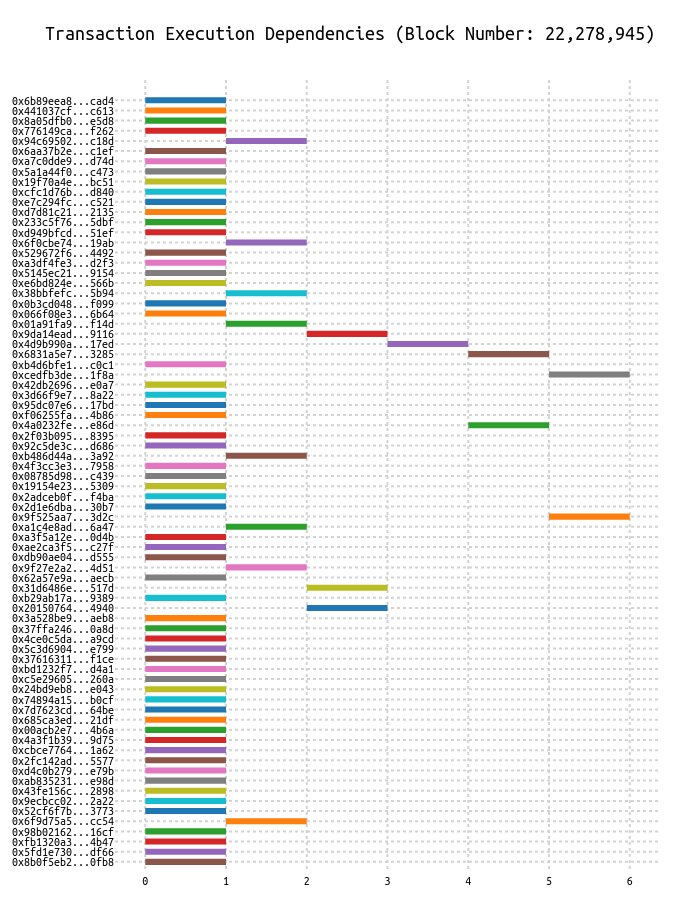 Transaction Execution Dependencies (Block Number: 22,278,945)
0x6b89eea8...cad4
0x441037cf...c613
0x8a05dfb0...e5d8
0x776149ca...f262
0x94c69502...c18d
0x6aa37b2e...c1ef
0xa7c0dde9...d74d
0x5a1a44f0...c473
0x19f70a4e...bc51
0xcfc1d76b...d840
0xe7c294fc...c521
0xd7d81c21...2135
0x233c5f76...5dbf
0xd949bfcd...51ef
0x6f0cbe74...19ab
0x529672f6...4492
0xa3df4fe3...d2f3
0x5145ec21...9154
0xe6bd824e...566b
0x38bbfefc...5b94
0x0b3cd048...f099
0x066f08e3...6b64
0x01a91fa9...f14d
0x9da14ead...9116
0x4d9b990a...17ed
0x6831a5e7...3285
0xb4d6bfe1...c0c1
0xcedfb3de...1f8a
0x42db2696...e0a7
0x3d66f9e7...8a22
0x95dc07e6...17bd
0xf06255fa...4b86
0x4a0232fe...e86d
0x2f03b095...8395
0x92c5de3c...d686
0xb486d44a...3a92
0x4f3cc3e3...7958
0x08785d98...c439
0x19154e23...5309
0x2adceb0f...f4ba
0x2d1e6dba...30b7
0x9f525aa7...3d2c
0xa1c4e8ad...6a47
0xa3f5a12e...0d4b
0xae2ca3f5...c27f
0xdb90ae04...d555
0x9f27e2a2...4d51
0x62a57e9a...aecb
0x31d6486e...517d
0xb29ab17a...9389
0x20150764...4940
0x3a528be9...aeb8
0x37ffa246...0a8d
0x4ce0c5da...a9cd
0x5c3d6904...e799
0x37616311...f1ce
0xbd1232f7...d4a1
0xc5e29605...260a
0x24bd9eb8...e043
0x74894a15...b0cf
0x7d7623cd...64be
0x685ca3ed...21df
0x00acb2e7...4b6a
0x4a3f1b39...9d75
0xcbce7764...1a62
0x2fc142ad...5577
0xd4c0b279...e79b
0xab835231...e98d
0x43fe156c...2898
0x9ecbcc02...2a22
0x52cf6f7b...3773
0x6f9d75a5...cc54
0x98b02162...16cf
0xfb1320a3...4b47
0x5fd1e730...df66
0x8b0f5eb2...0fb8
0 1 2 3 4 5 6